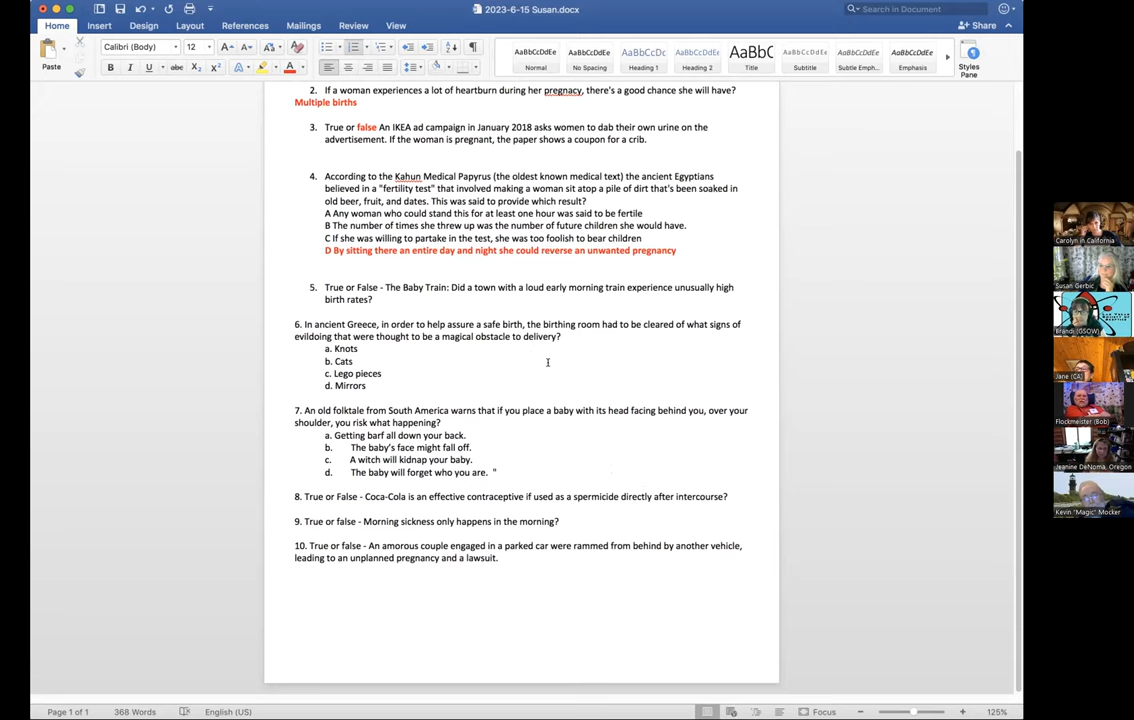 2023-6-15 Susan.docx
Search in Document
Home
Insert
Design
Layout
References
Mailings
Review
View
Share
Paste
Calibri (Body)
12
AaBbCcDdEe
Normal
AaBbCcDdEe
No Spacing
AaBbCcDc
Heading 1
AaBbCcDdEe
Heading 2
AaBbC
Title
AaBbCcDdEe
Subtitle
AaBbCcDdEe
Subtle Emph...
AaBbCcDdEe
Emphasis
Styles
Pane
2. If a woman experiences a lot of heartburn during her pregnancy, there's a good chance she will have?
Multiple births
3. True or false An IKEA ad campaign in January 2018 asks women to dab their own urine on the
advertisement. If the woman is pregnant, the paper shows a coupon for a crib.
4. According to the Kahun Medical Papyrus (the oldest known medical text) the ancient Egyptians
believed in a "fertility test" that involved making a woman sit atop a pile of dirt that's been soaked in
old beer, fruit, and dates. This was said to provide which result?
A Any woman who could stand this for at least one hour was said to be fertile
B The number of times she threw up was the number of future children she would have.
C If she was willing to partake in the test, she was too foolish to bear children
D By sitting there an entire day and night she could reverse an unwanted pregnancy
5. True or False - The Baby Train: Did a town with a loud early morning train experience unusually high
birth rates?
6. In ancient Greece, in order to help assure a safe birth, the birthing room had to be cleared of what signs of
evildoing that were thought to be a magical obstacle to delivery?
a. Knots
b. Cats
c. Lego pieces
d. Mirrors
7. An old folktale from South America warns that if you place a baby with its head facing behind you, over your
shoulder, you risk what happening?
a. Getting barf all down your back.
b. The baby's face might fall off.
c. A witch will kidnap your baby.
d. The baby will forget who you are. "
8. True or False - Coca-Cola is an effective contraceptive if used as a spermicide directly after intercourse?
9. True or false - Morning sickness only happens in the morning?
10. True or false - An amorous couple engaged in a parked car were rammed from behind by another vehicle,
leading to an unplanned pregnancy and a lawsuit.
Carolyn in California
Susan Gerbic
Brandi (GSOW)
Jane (CA)
Flockmeister (Bob)
Jeanine DeNoma, Oregon
Kevin "Magic" Mocker
Page 1 of 1
368 Words
English (US)
Focus
125%